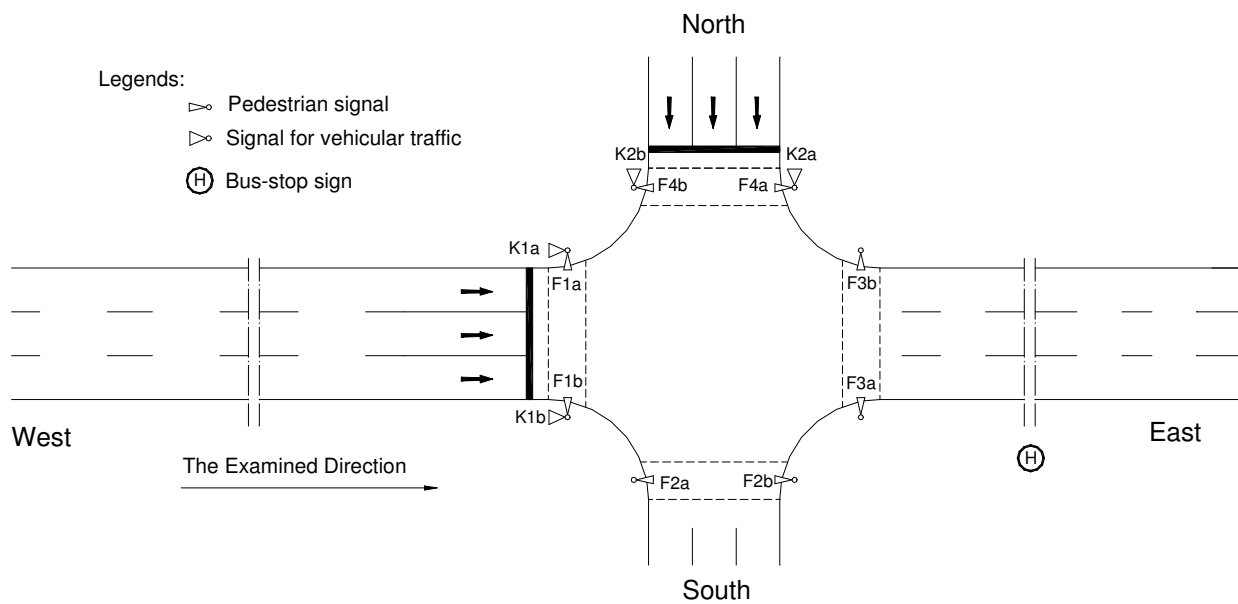 North
Legends:
Pedestrian signal
Signal for vehicular traffic
H Bus-stop sign
K2b
K2a
F4b
F4a
K1a
F1a
F3b
F1b
F3a
K1b
West
East
The Examined Direction
H
F2a
F2b
South